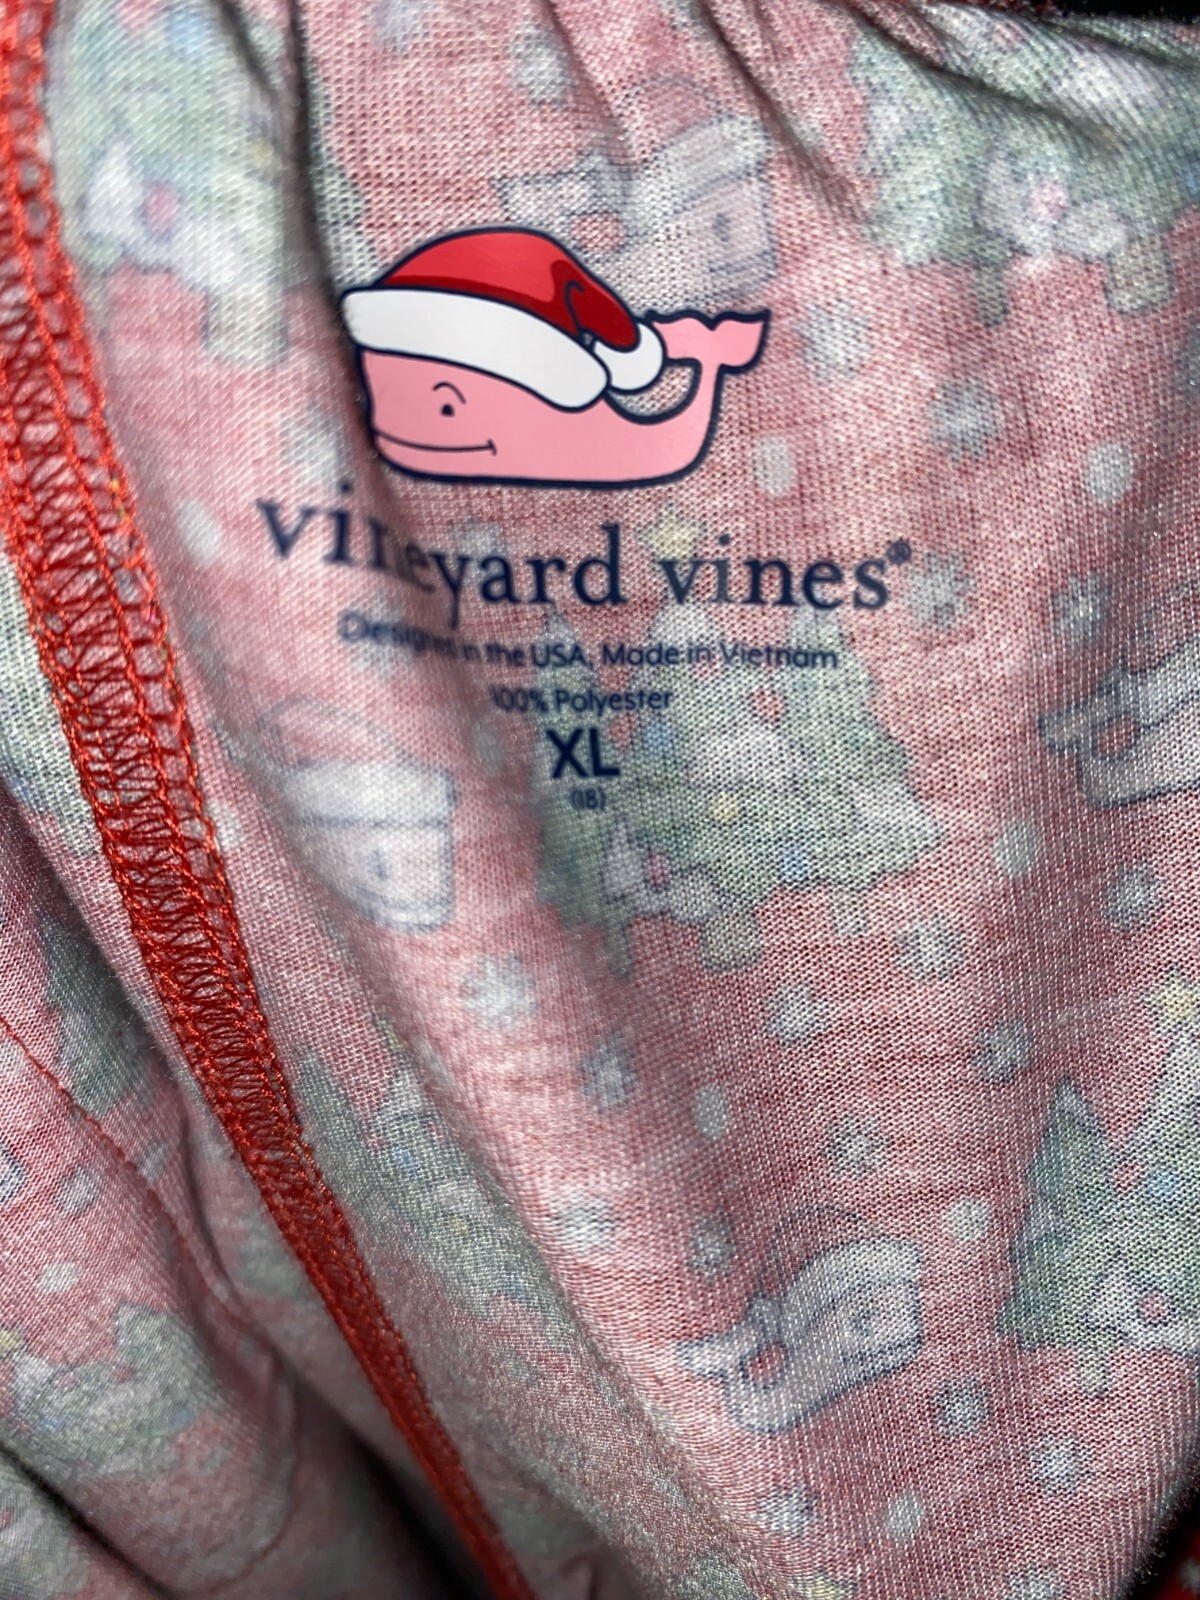 vineyard vines®
Designed in the USA, Made in Vietnam
100% Polyester
XL
(18)